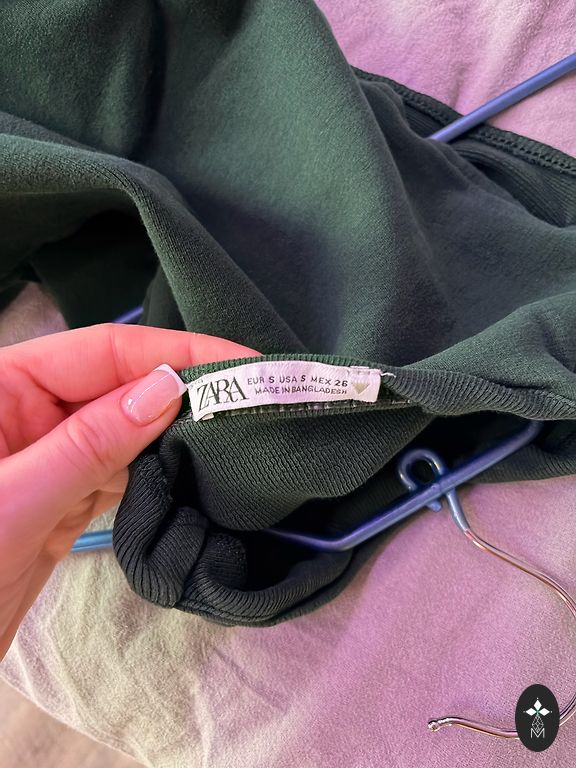 ZARA
EUR S USA S MEX 26
MADE IN BANGLADESH
M